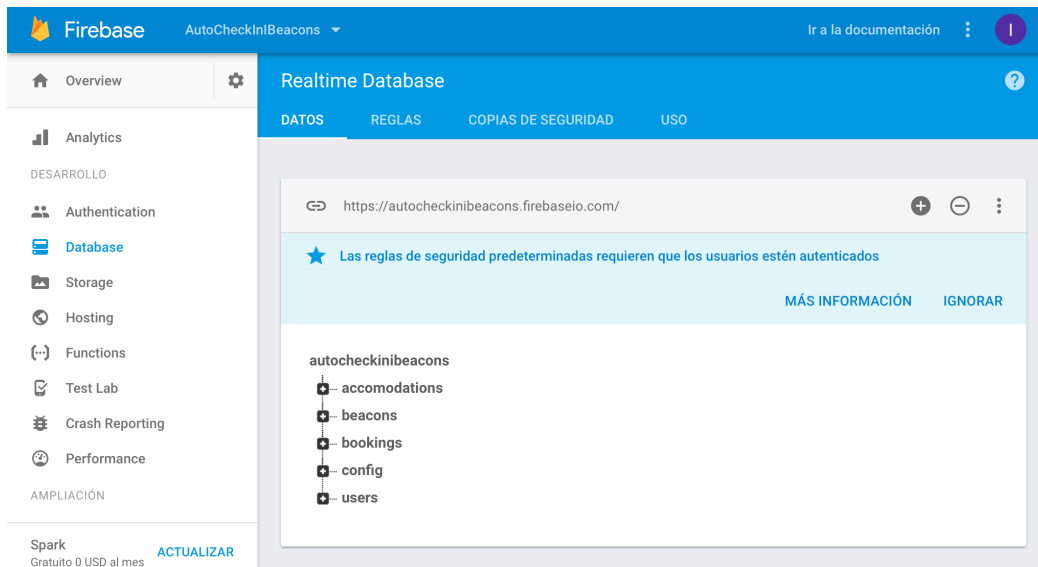 Firebase
AutoCheckInIBeacons
Ir a la documentación
I
Overview
Realtime Database
DATOS
REGLAS
COPIAS DE SEGURIDAD
USO
Analytics
DESARROLLO
Authentication
Database
Storage
Hosting
Functions
Test Lab
Crash Reporting
Performance
AMPLIACIÓN
Spark
Gratuito 0 USD al mes
ACTUALIZAR
https://autocheckinibeacons.firebaseio.com/
Las reglas de seguridad predeterminadas requieren que los usuarios estén autenticados
MÁS INFORMACIÓN
IGNORAR
autocheckinibeacons
accomodations
beacons
bookings
config
users